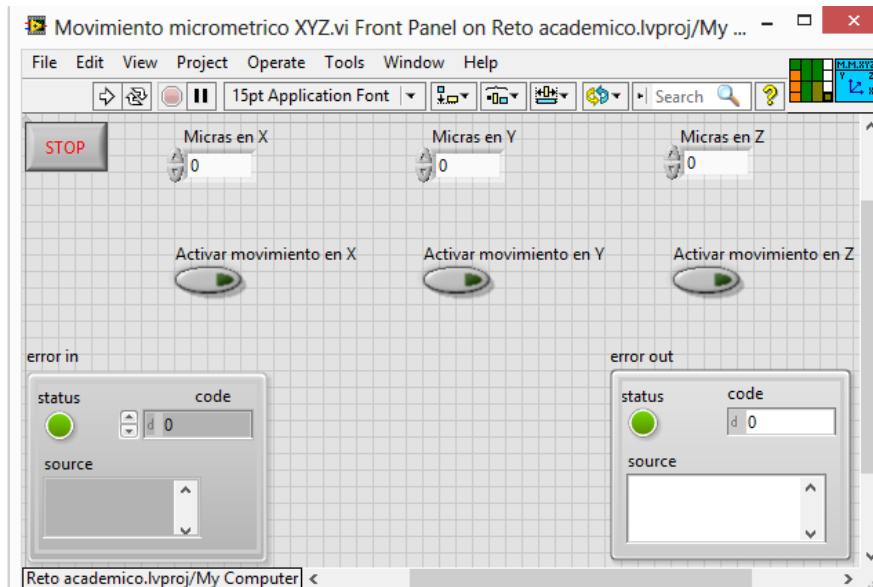 Movimiento micrometrico XYZ.vi Front Panel on Reto academico.lvproj/My ...
File Edit View Project Operate Tools Window Help
15pt Application Font Search ?
M.M.XYZ
Y Z
X
STOP
Micras en X Micras en Y Micras en Z
0 0 0
Activar movimiento en X Activar movimiento en Y Activar movimiento en Z
error in error out
status code status code
d 0 d 0
source source
Reto academico.lvproj/My Computer